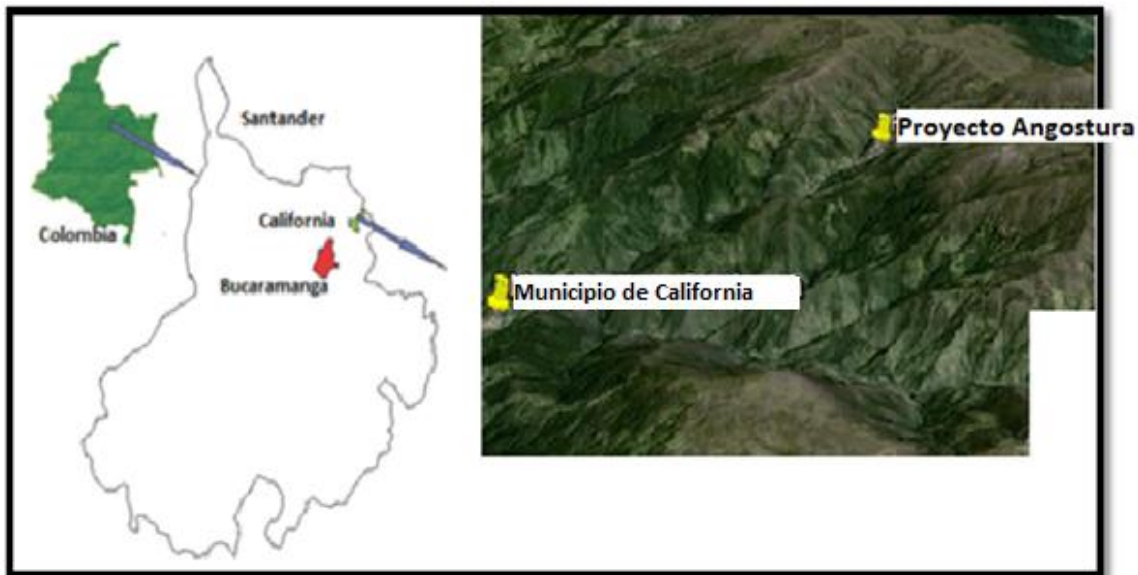 Colombia
Santander
California
Bucaramanga
Proyecto Angostura
Municipio de California